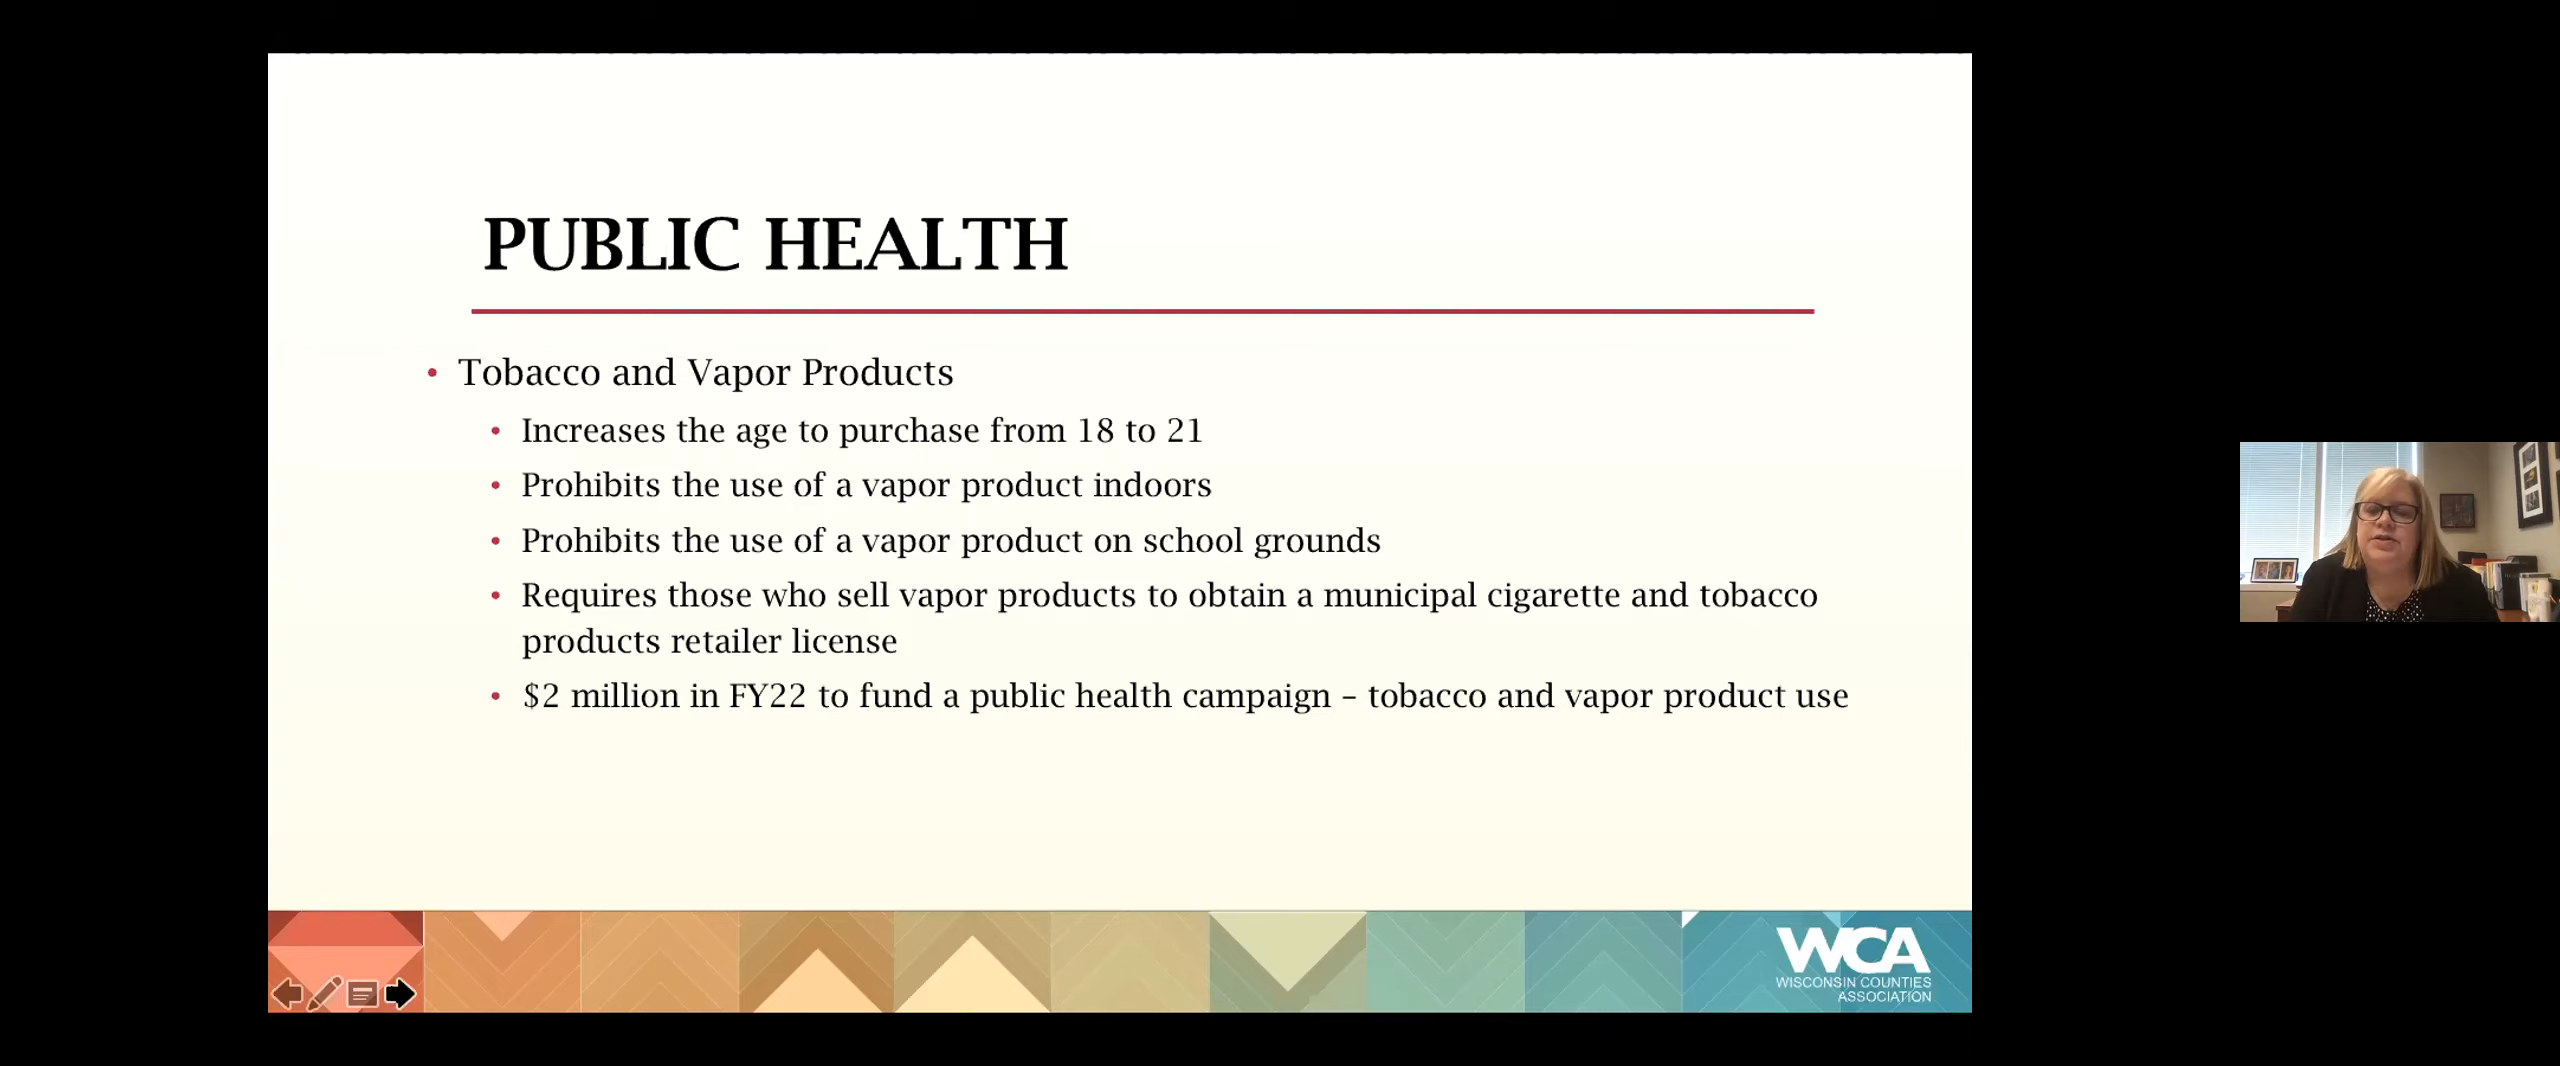 PUBLIC HEALTH
• Tobacco and Vapor Products
• Increases the age to purchase from 18 to 21
• Prohibits the use of a vapor product indoors
• Prohibits the use of a vapor product on school grounds
• Requires those who sell vapor products to obtain a municipal cigarette and tobacco
products retailer license
• $2 million in FY22 to fund a public health campaign – tobacco and vapor product use
WCA
WISCONSIN COUNTIES
ASSOCIATION